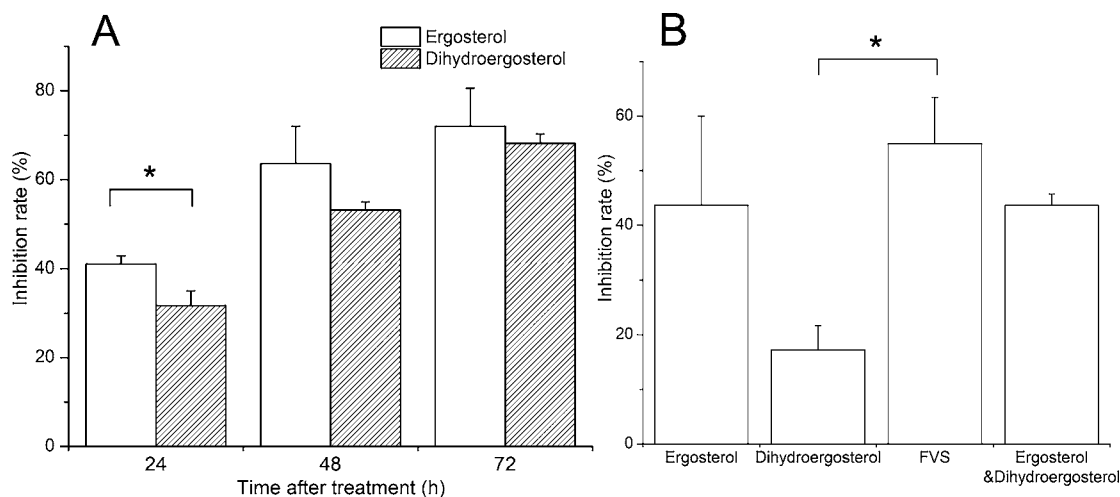 A
Ergosterol
Dihydroergosterol
80
60
40
20
0
Inhibition rate (%)
*
24
48
72
Time after treatment (h)
B
*
60
40
20
0
Inhibition rate (%)
Ergosterol
Dihydroergosterol
FVS
Ergosterol
&Dihydroergosterol